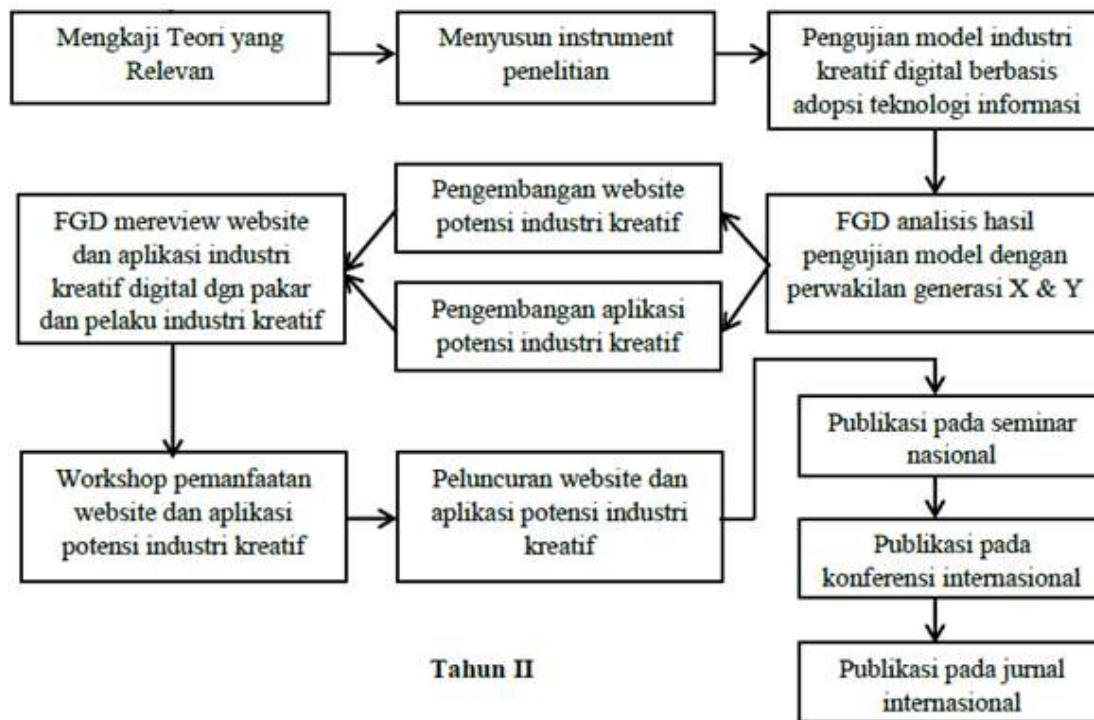 Mengkaji Teori yang
Relevan
Menyusun instrument
penelitian
Pengujian model industri
kreatif digital berbasis
adopsi teknologi informasi
FGD mereview website
dan aplikasi industri
kreatif digital dgn pakar
dan pelaku industri kreatif
Pengembangan website
potensi industri kreatif
Pengembangan aplikasi
potensi industri kreatif
FGD analisis hasil
pengujian model dengan
perwakilan generasi X & Y
Workshop pemanfaatan
website dan aplikasi
potensi industri kreatif
Peluncuran website dan
aplikasi potensi industri
kreatif
Publikasi pada seminar
nasional
Publikasi pada
konferensi internasional
Publikasi pada jurnal
internasional
Tahun II